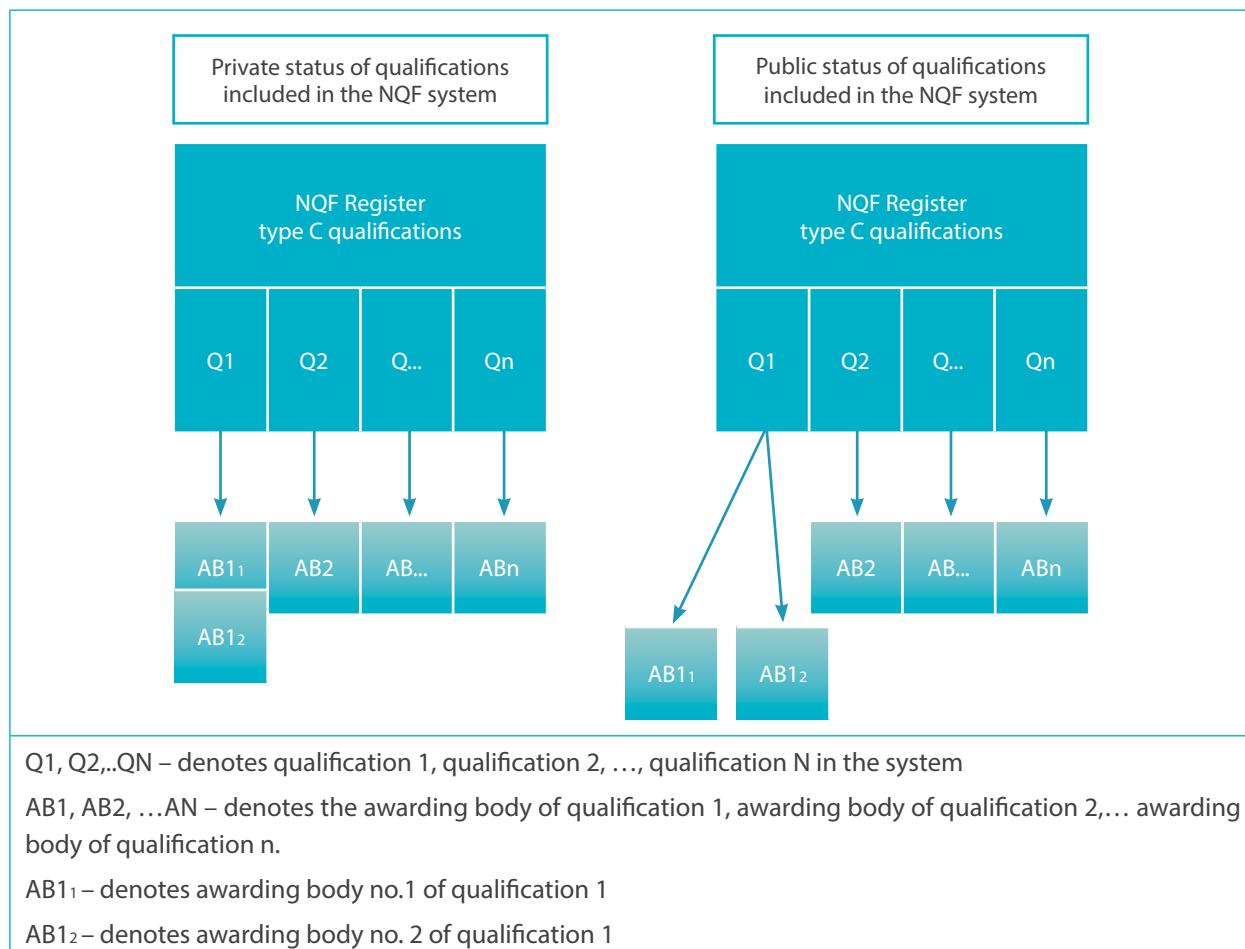 Private status of qualifications
included in the NQF system
Public status of qualifications
included in the NQF system
NQF Register
type C qualifications
NQF Register
type C qualifications
Q1 Q2 Q... Qn
Q1 Q2 Q... Qn
AB1₁ AB2 AB... ABn
AB1₂
AB2 AB... ABn
AB1₁ AB1₂
Q1, Q2,..QN – denotes qualification 1, qualification 2, …, qualification N in the system
AB1, AB2, …AN – denotes the awarding body of qualification 1, awarding body of qualification 2,… awarding
body of qualification n.
AB1₁ – denotes awarding body no.1 of qualification 1
AB1₂ – denotes awarding body no. 2 of qualification 1